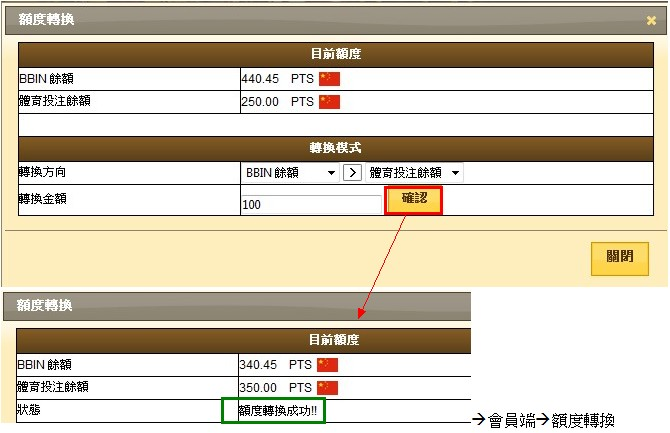 額度轉換
目前額度
BBIN 餘額 440.45 PTS
體育投注餘額 250.00 PTS
轉換模式
轉換方向 BBIN 餘額 > 體育投注餘額
轉換金額 100 確認
關閉
額度轉換
目前額度
BBIN 餘額 340.45 PTS
體育投注餘額 350.00 PTS
狀態 額度轉換成功!!
→會員端→額度轉換